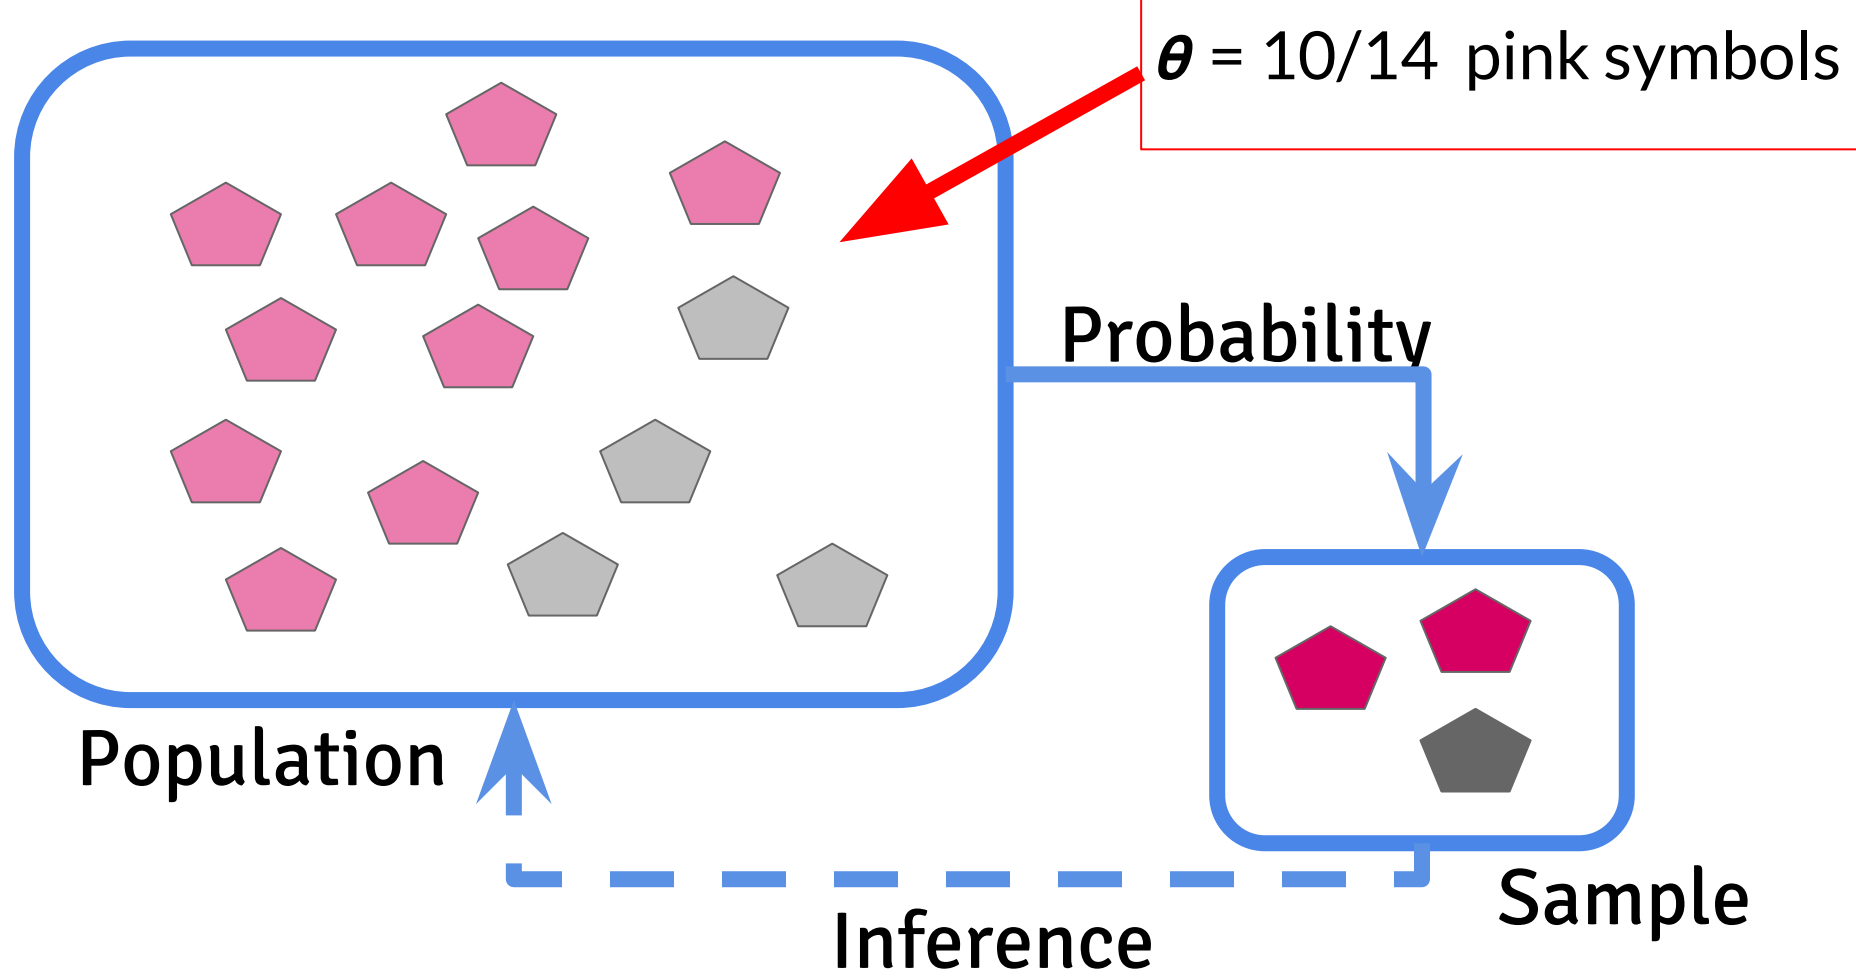 𝜽 = 10/14 pink symbols
Probability
Population
Sample
Inference